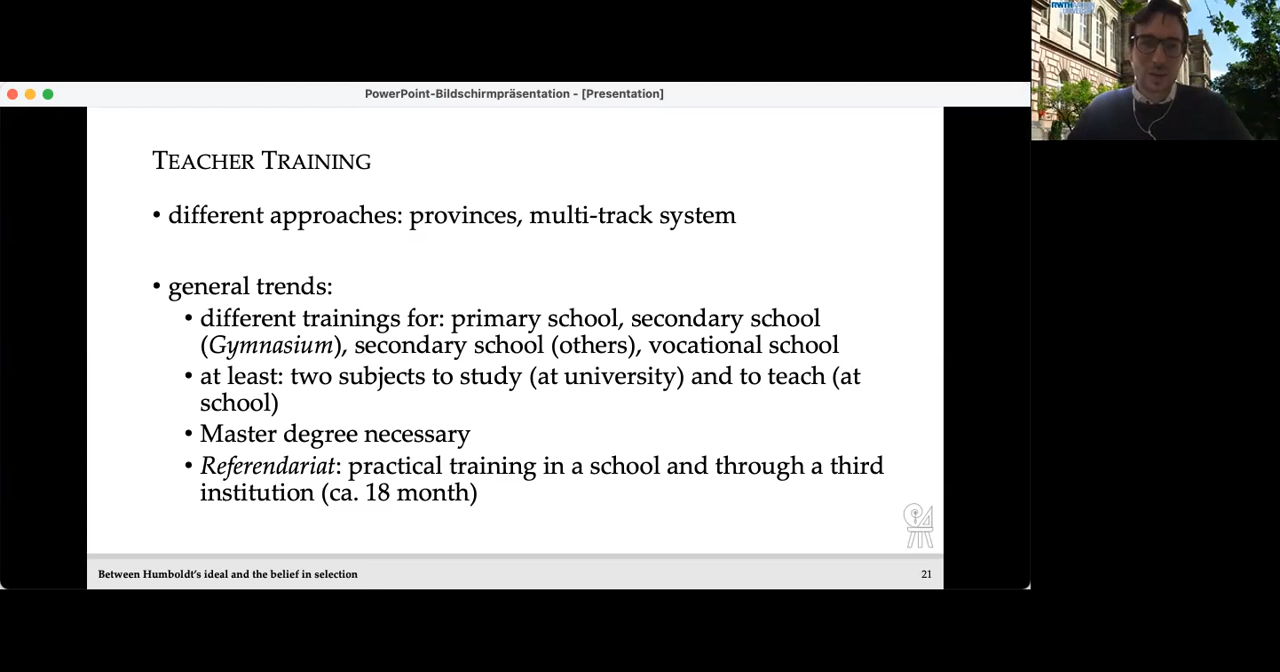 RWTH
PowerPoint-Bildschirmpräsentation - [Presentation]
TEACHER TRAINING
• different approaches: provinces, multi-track system
• general trends:
• different trainings for: primary school, secondary school
(Gymnasium), secondary school (others), vocational school
• at least: two subjects to study (at university) and to teach (at
school)
• Master degree necessary
• Referendariat: practical training in a school and through a third
institution (ca. 18 month)
Between Humboldt's ideal and the belief in selection
21